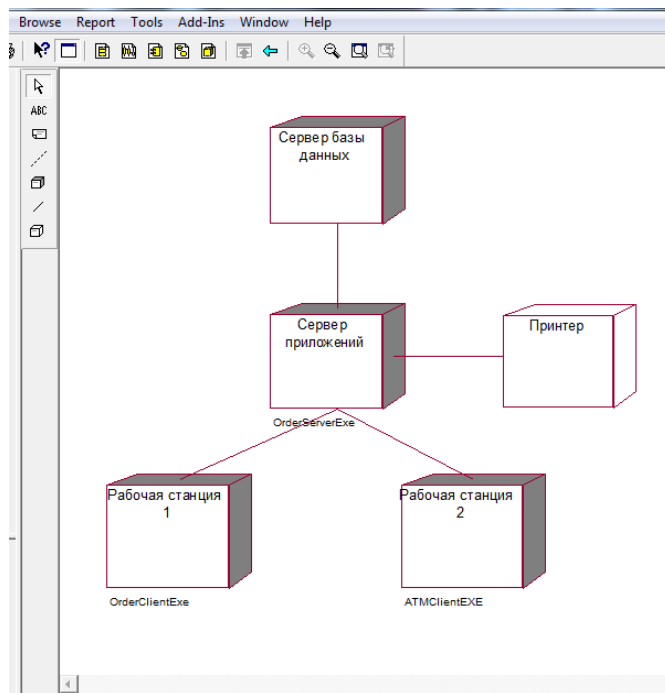 Browse Report Tools Add-Ins Window Help
ABC
Сервер базы
данных
Сервер
приложений
Принтер
OrderServerExe
Рабочая станция
1
Рабочая станция
2
OrderClientExe
ATMClientEXE